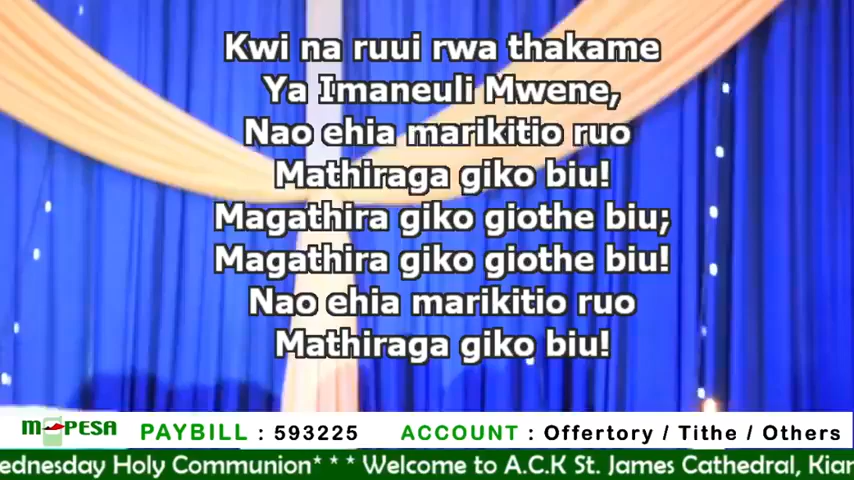 Kwi na ruui rwa thakame
Ya Imaneuli Mwene,
Nao ehia marikitio ruo
Mathiraga giko biu!
Magathira giko giothe biu;
Magathira giko giothe biu!
Nao ehia marikitio ruo
Mathiraga giko biu!
M-PESA PAYBILL : 593225 ACCOUNT : Offertory / Tithe / Others
ednesday Holy Communion* * * Welcome to A.C.K St. James Cathedral, Kiar